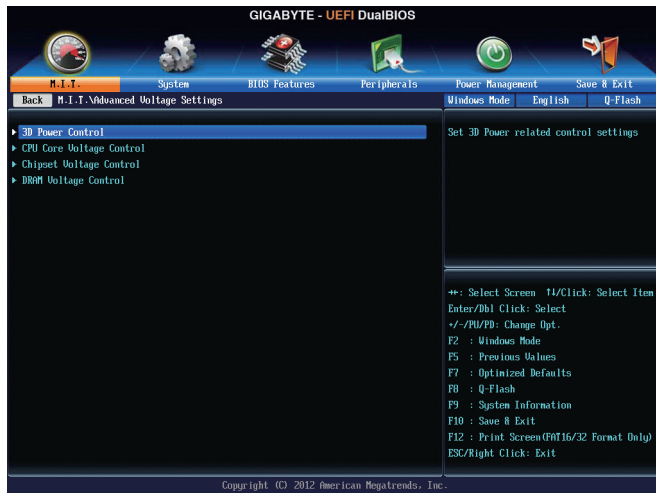 GIGABYTE - UEFI DualBIOS
M.I.T.
System
BIOS Features
Peripherals
Power Management
Save & Exit
Back M.I.T.\Advanced Voltage Settings
Windows Mode
English
Q-Flash
3D Power Control
CPU Core Voltage Control
Chipset Voltage Control
DRAM Voltage Control
Set 3D Power related control settings
→←: Select Screen ↑↓/Click: Select Item
Enter/Dbl Click: Select
+/-/PU/PD: Change Opt.
F2 : Windows Mode
F5 : Previous Values
F7 : Optimized Defaults
F8 : Q-Flash
F9 : System Information
F10 : Save & Exit
F12 : Print Screen(FAT16/32 Format Only)
ESC/Right Click: Exit
Copyright (C) 2012 American Megatrends, Inc.